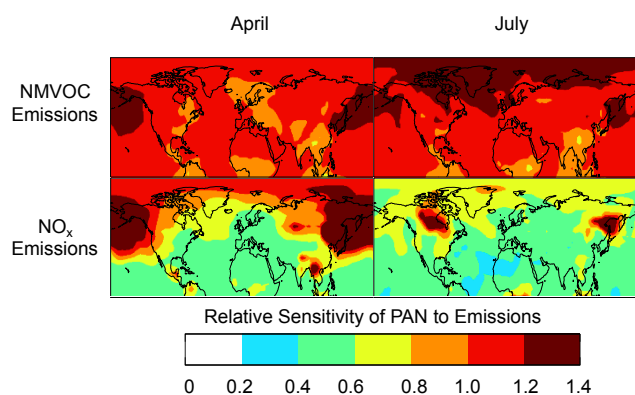 April July
NMVOC
Emissions
NOx
Emissions
Relative Sensitivity of PAN to Emissions
0 0.2 0.4 0.6 0.8 1.0 1.2 1.4